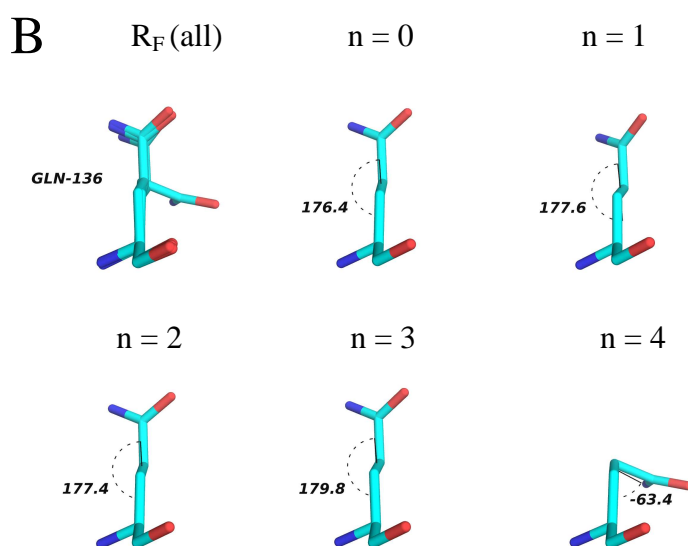 B
R_F (all)
n = 0
n = 1
GLN-136
176.4
177.6
n = 2
n = 3
n = 4
177.4
179.8
-63.4